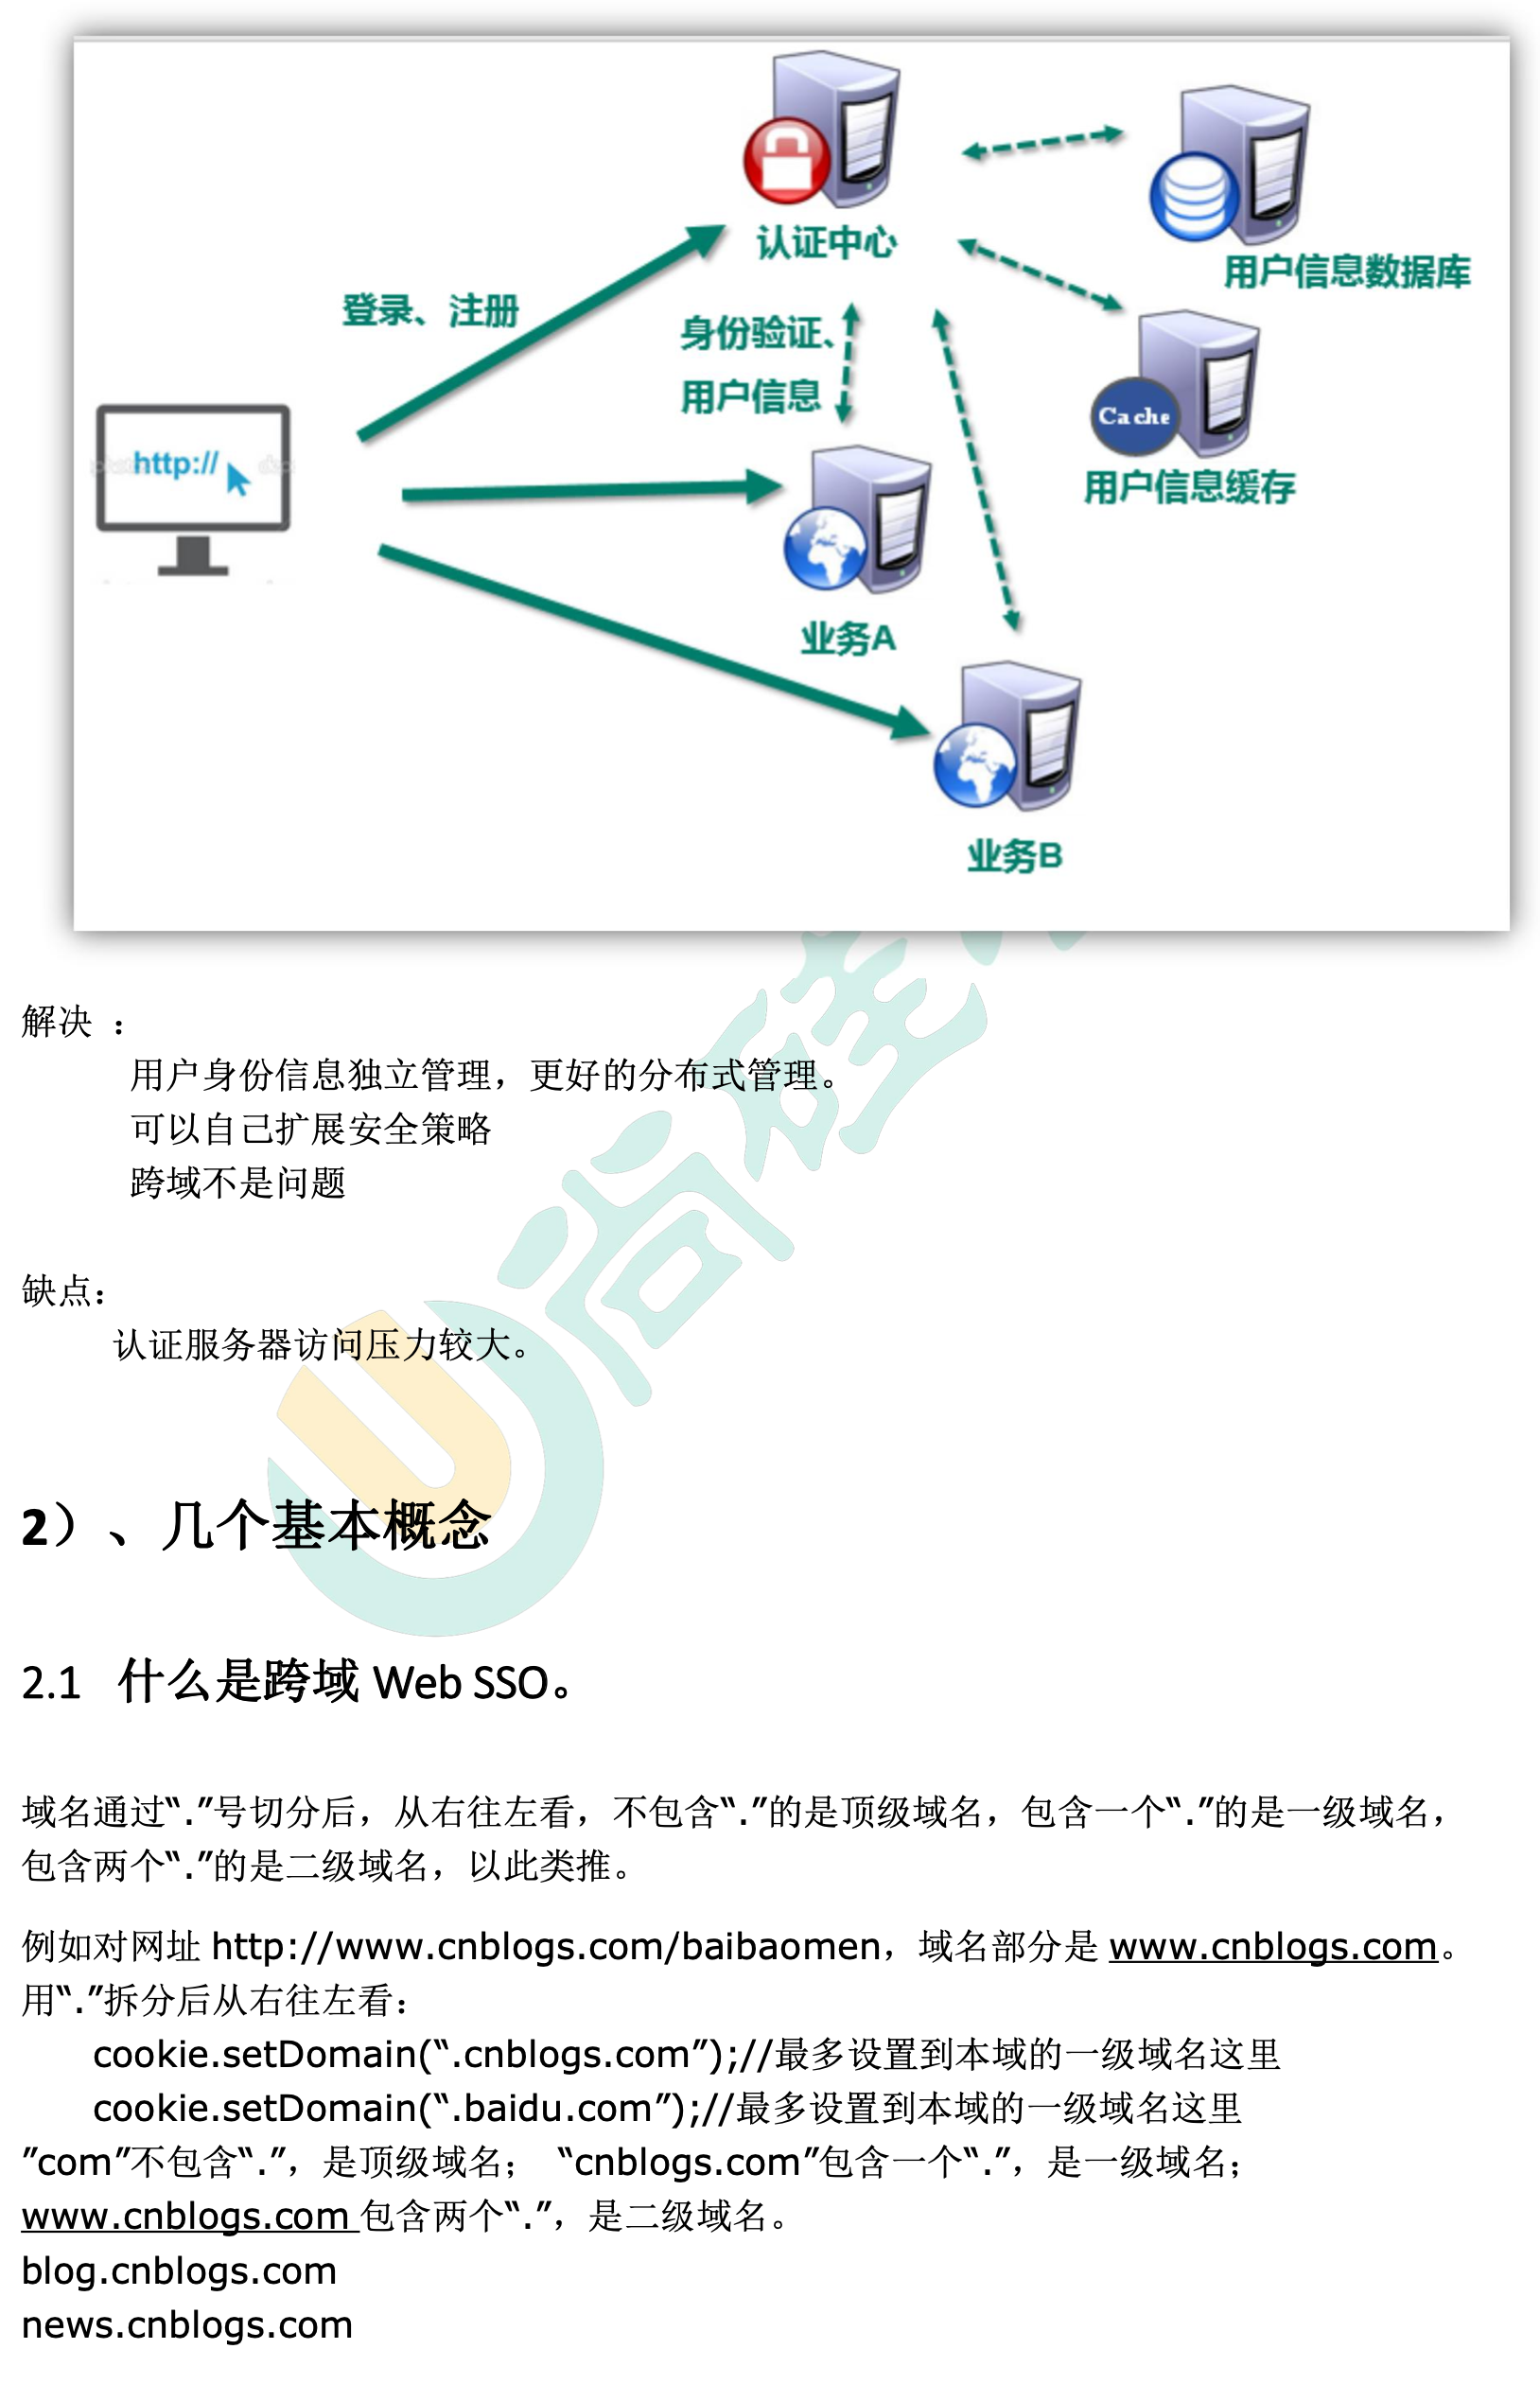 认证中心
用户信息数据库
登录、注册
身份验证、
用户信息
http://
Cache
用户信息缓存
业务A
业务B
尚硅
解决 ：
用户身份信息独立管理，更好的分布式管理。
可以自己扩展安全策略
跨域不是问题
缺点：
认证服务器访问压力较大。
2）、几个基本概念
2.1 什么是跨域 Web SSO。
域名通过“.”号切分后，从右往左看，不包含“.”的是顶级域名，包含一个“.”的是一级域名，
包含两个“.”的是二级域名，以此类推。
例如对网址 http://www.cnblogs.com/baibaomen，域名部分是 www.cnblogs.com。
用“.”拆分后从右往左看：
cookie.setDomain(“.cnblogs.com”);//最多设置到本域的一级域名这里
cookie.setDomain(“.baidu.com”);//最多设置到本域的一级域名这里
”com”不包含“.”，是顶级域名； “cnblogs.com”包含一个“.”，是一级域名；
www.cnblogs.com 包含两个“.”，是二级域名。
blog.cnblogs.com
news.cnblogs.com